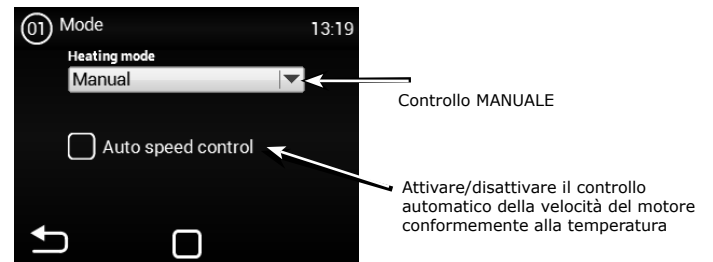 01 Mode 13:19
Heating mode
Manual
Controllo MANUALE
Auto speed control
Attivare/disattivare il controllo
automatico della velocità del motore
conformemente alla temperatura